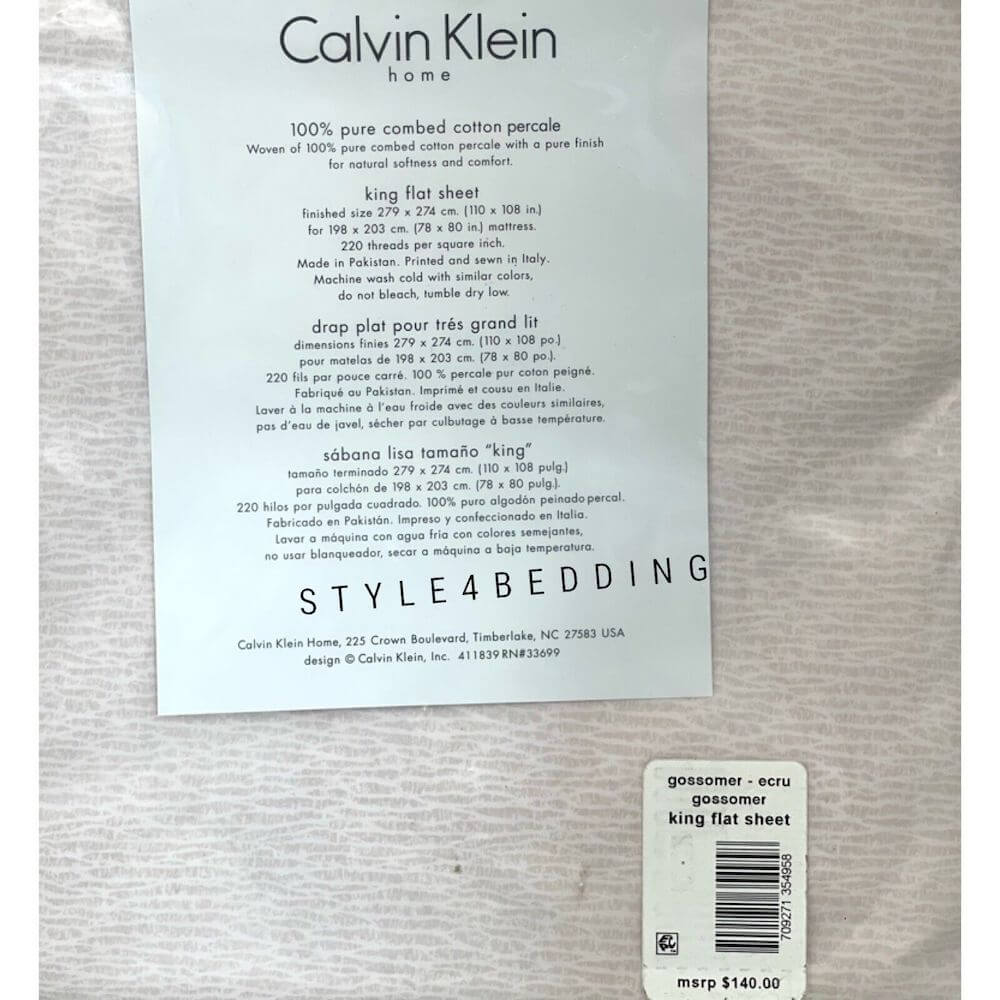 Calvin Klein
home
100% pure combed cotton percale
Woven of 100% pure combed cotton percale with a pure finish
for natural softness and comfort.
king flat sheet
finished size 279 x 274 cm. (110 x 108 in.)
for 198 x 203 cm. (78 x 80 in.) mattress.
220 threads per square inch.
Made in Pakistan. Printed and sewn in Italy.
Machine wash cold with similar colors,
do not bleach, tumble dry low.
drap plat pour trés grand lit
dimensions finies 279 x 274 cm. (110 x 108 po.)
pour matelas de 198 x 203 cm. (78 x 80 po.).
220 fils par pouce carré. 100 % percale pur coton peigné.
Fabriqué au Pakistan. Imprimé et cousu en Italie.
Laver à la machine à l'eau froide avec des couleurs similaires,
pas d'eau de javel, sécher par culbutage à basse température.
sábana lisa tamaño "king"
tamaño terminado 279 x 274 cm. (110 x 108 pulg.)
para colchón de 198 x 203 cm. (78 x 80 pulg.).
220 hilos por pulgada cuadrado. 100% puro algodón peinado percal.
Fabricado en Pakistán. Impreso y confeccionado en Italia.
Lavar a máquina con agua fria con colores semejantes,
no usar blanqueador, secar a máquina a baja temperatura.
STYLE4BEDDING
Calvin Klein Home, 225 Crown Boulevard, Timberlake, NC 27583 USA
design © Calvin Klein, Inc. 411839 RN#33699
gossomer - ecru
gossomer
king flat sheet
709271 354958
msrp $140.00